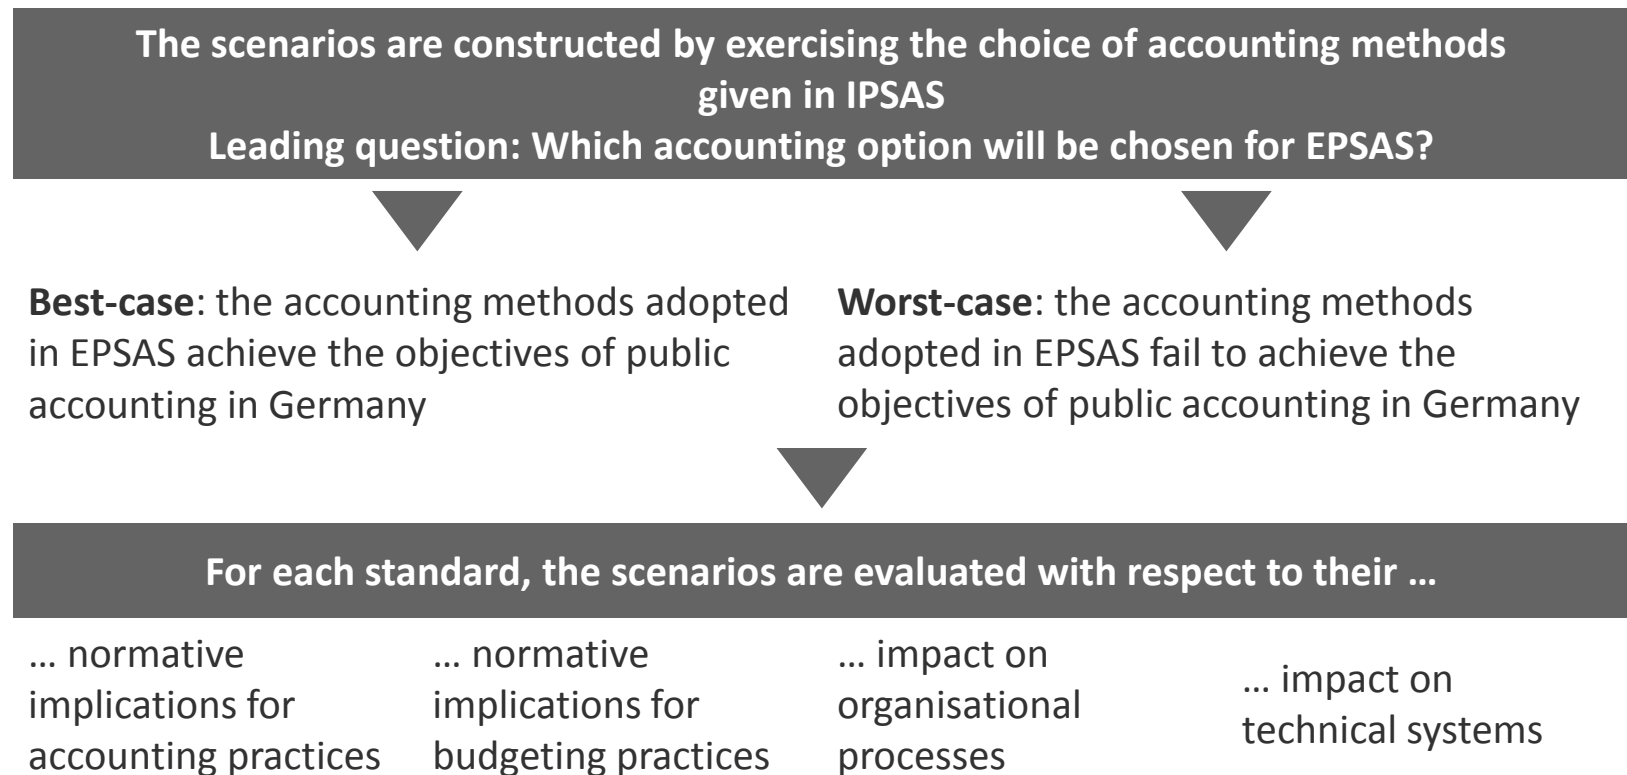 The scenarios are constructed by exercising the choice of accounting methods
given in IPSAS
Leading question: Which accounting option will be chosen for EPSAS?
Best-case: the accounting methods adopted
in EPSAS achieve the objectives of public
accounting in Germany
Worst-case: the accounting methods
adopted in EPSAS fail to achieve the
objectives of public accounting in Germany
For each standard, the scenarios are evaluated with respect to their …
… normative
implications for
accounting practices
… normative
implications for
budgeting practices
… impact on
organisational
processes
… impact on
technical systems